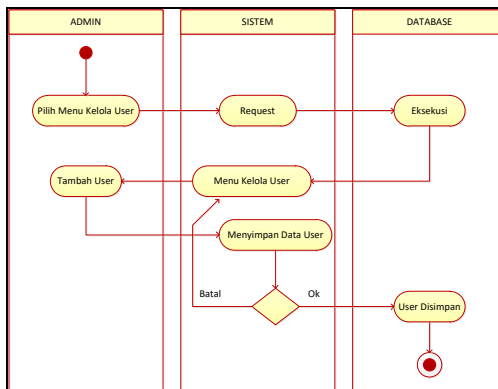 ADMIN
SISTEM
DATABASE
Pilih Menu Kelola User
Request
Eksekusi
Tambah User
Menu Kelola User
Menyimpan Data User
Batal
Ok
User Disimpan